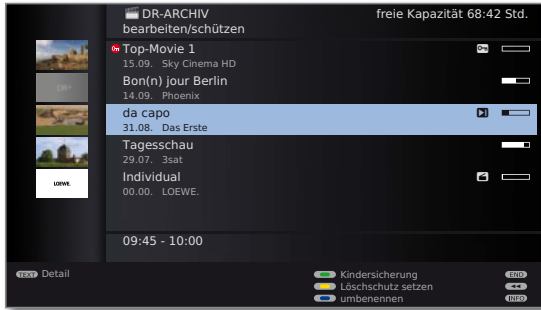 DR-ARCHIV freie Kapazität 68:42 Std.
bearbeiten/schützen
Top-Movie 1
15.09. Sky Cinema HD
Bon(n) jour Berlin
14.09. Phoenix
da capo
31.08. Das Erste
Tagesschau
29.07. 3sat
Individual
00.00. LOEWE.
DR+
LOEWE.
09:45 - 10:00
TEXT Detail
Kindersicherung END
Löschschutz setzen
umbenennen INFO